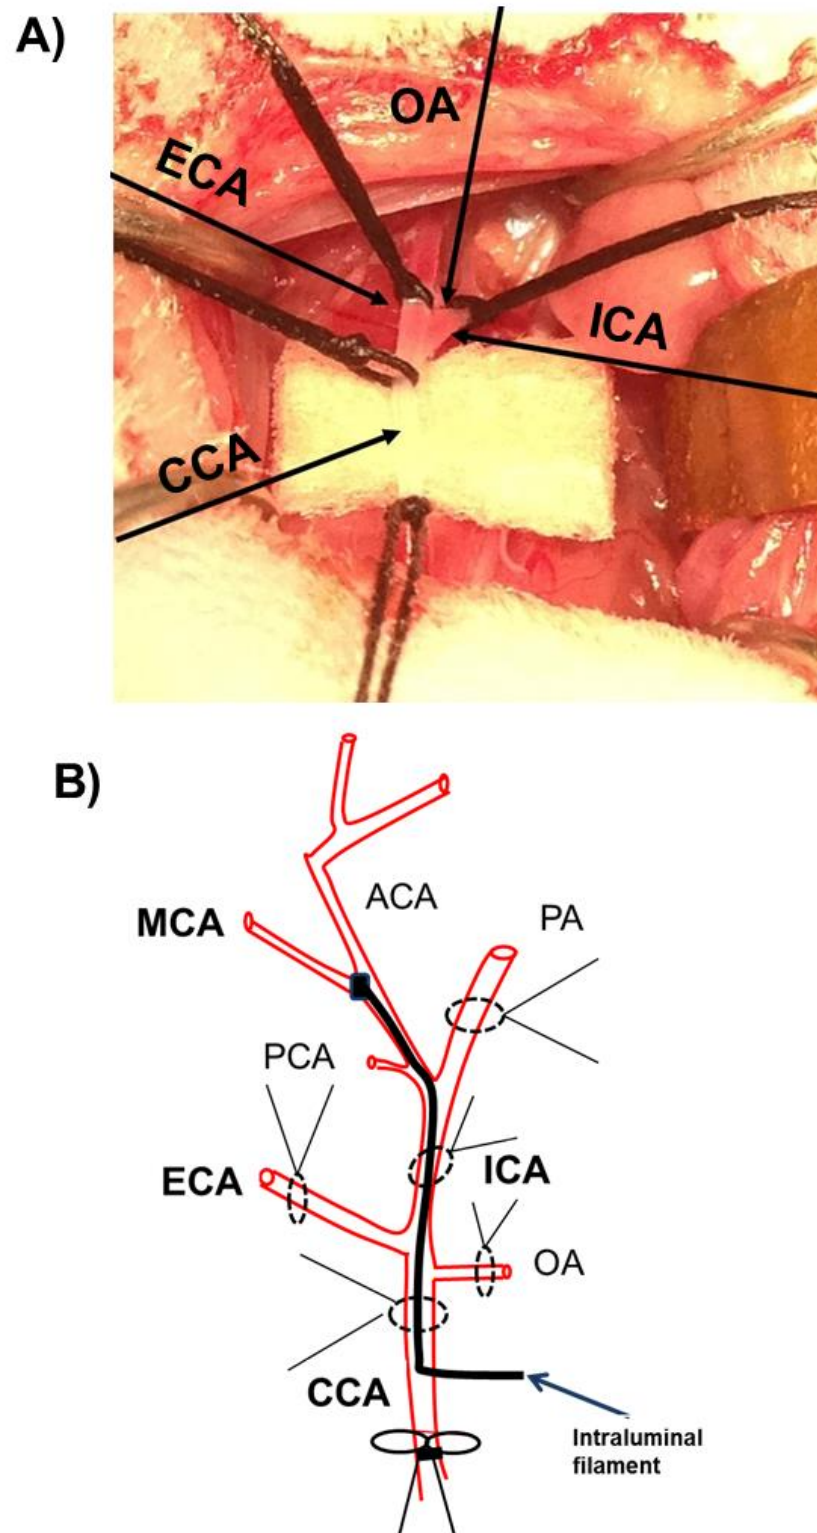 A)
OA
ECA
ICA
CCA
B)
ACA
MCA
PA
PCA
ECA
ICA
OA
CCA
Intraluminal
filament